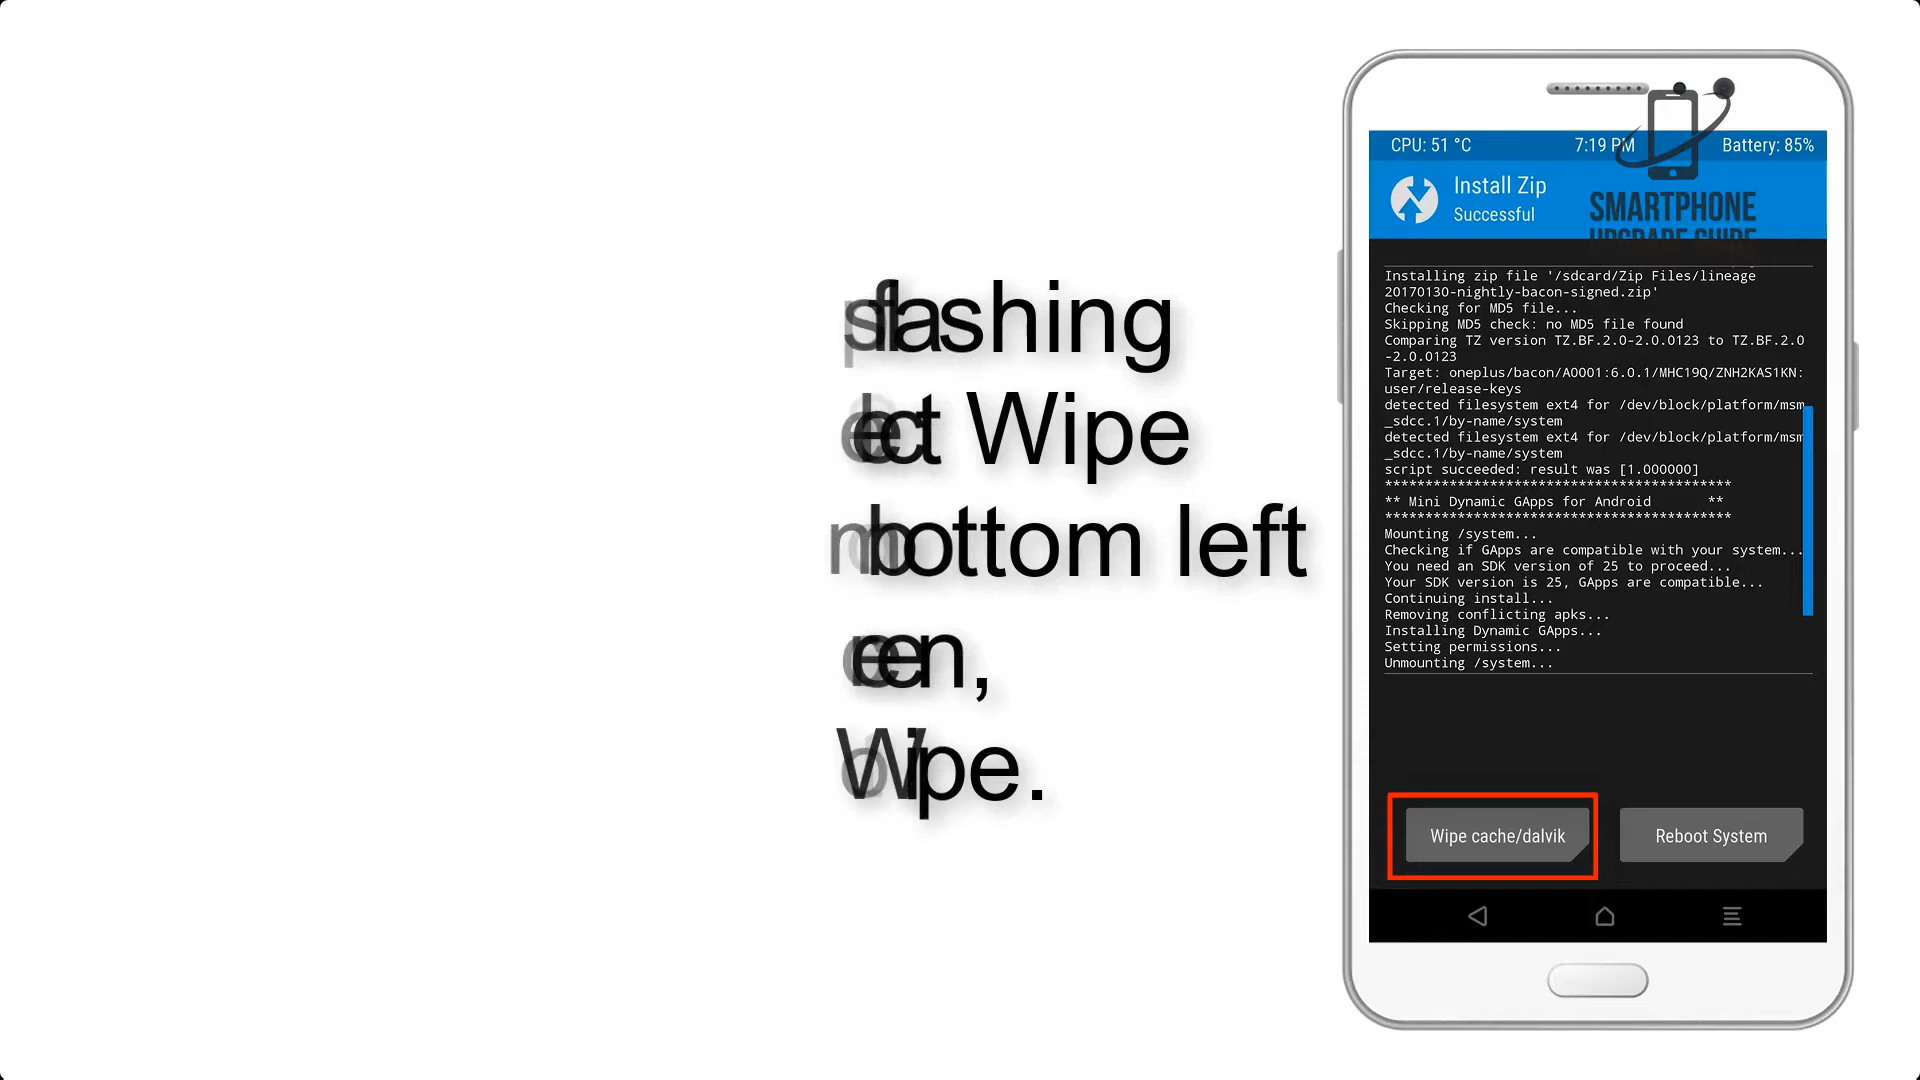 flashing
Wipe
bottom left
Wipe.
CPU: 51 °C 7:19 PM Battery: 85%
Install Zip
Successful
SMARTPHONE
UPGRADE GUIDE
Installing zip file '/sdcard/Zip Files/lineage
20170130-nightly-bacon-signed.zip'
Checking for MD5 file...
Skipping MD5 check: no MD5 file found
Comparing TZ version TZ.BF.2.0-2.0.0123 to TZ.BF.2.0
-2.0.0123
Target: oneplus/bacon/A0001:6.0.1/MHC19Q/ZNH2KAS1KN:
user/release-keys
detected filesystem ext4 for /dev/block/platform/msm
_sdcc.1/by-name/system
detected filesystem ext4 for /dev/block/platform/msm
_sdcc.1/by-name/system
script succeeded: result was [1.000000]
*******************************************
** Mini Dynamic GApps for Android       **
*******************************************
Mounting /system...
Checking if GApps are compatible with your system...
You need an SDK version of 25 to proceed...
Your SDK version is 25, GApps are compatible...
Continuing install...
Removing conflicting apks...
Installing Dynamic GApps...
Setting permissions...
Unmounting /system...
Wipe cache/dalvik
Reboot System